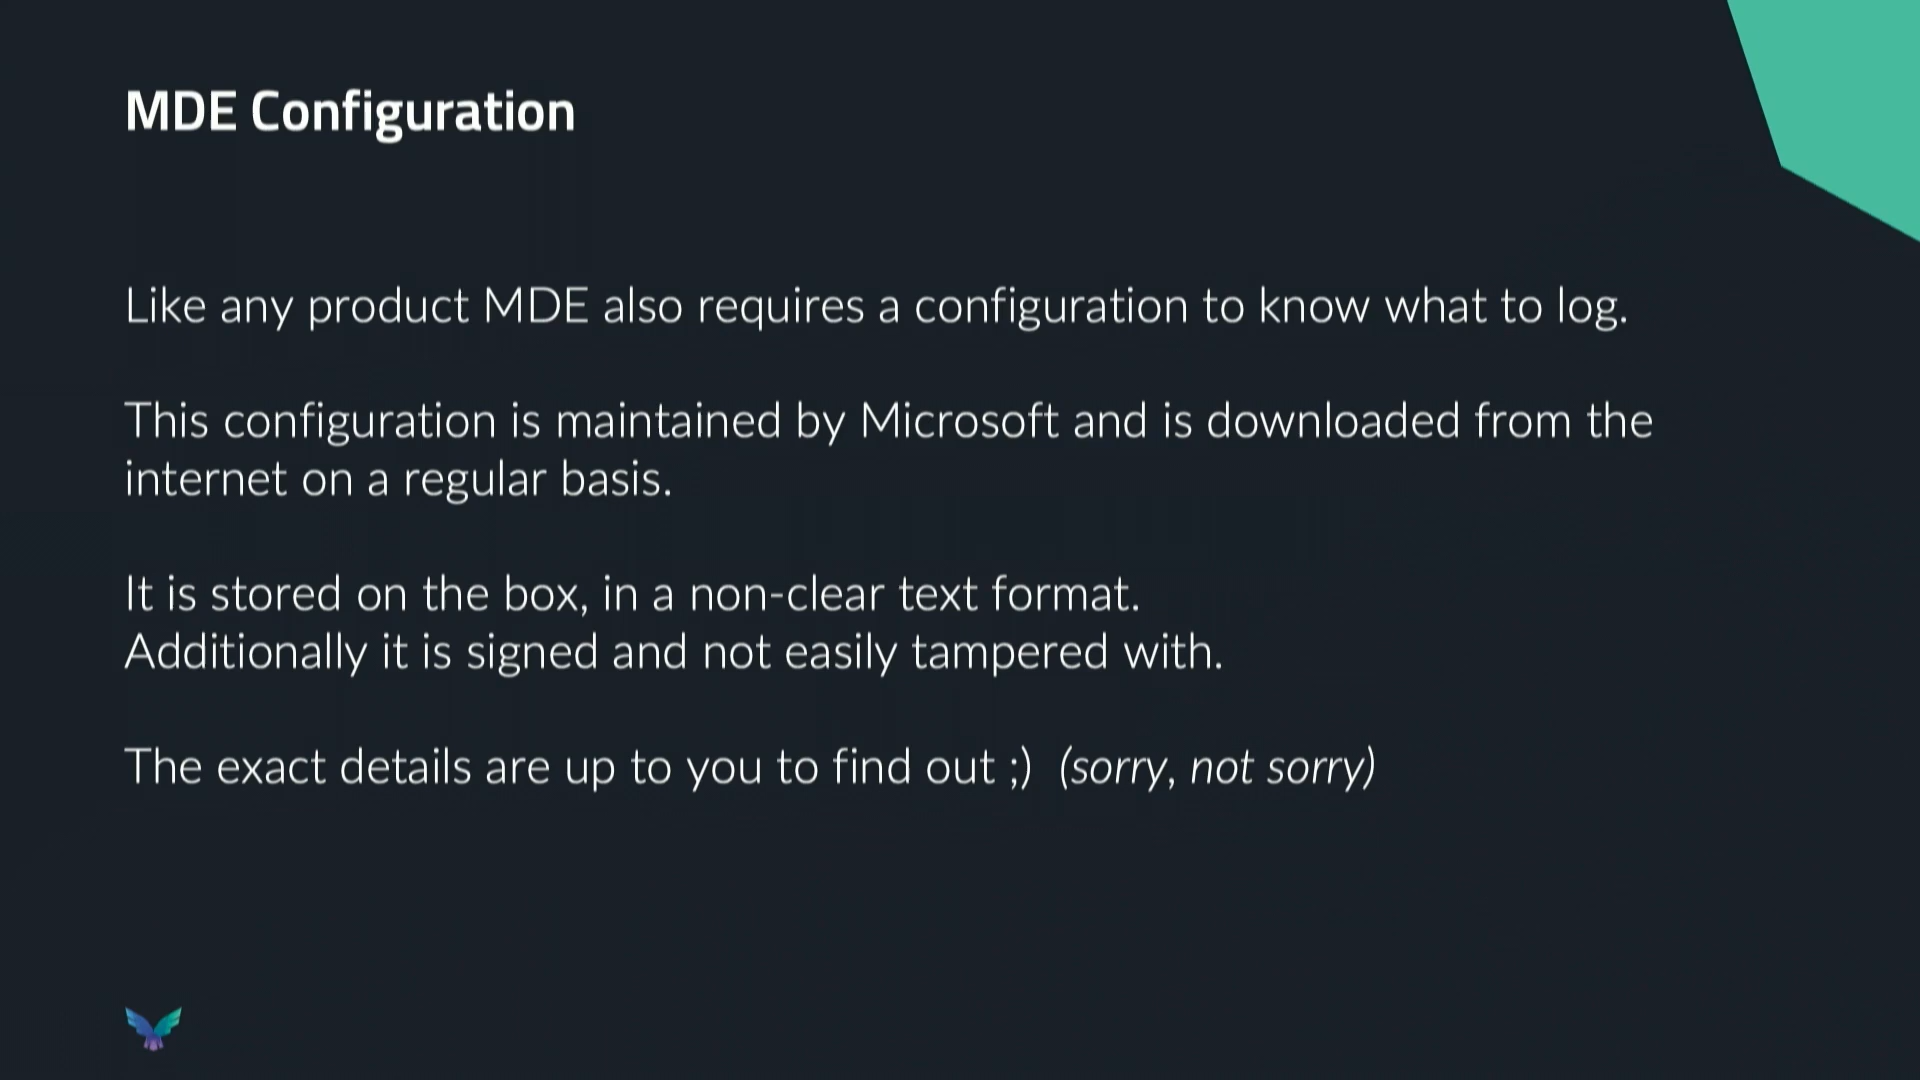 MDE Configuration
Like any product MDE also requires a configuration to know what to log.
This configuration is maintained by Microsoft and is downloaded from the
internet on a regular basis.
It is stored on the box, in a non-clear text format.
Additionally it is signed and not easily tampered with.
The exact details are up to you to find out ;) (sorry, not sorry)